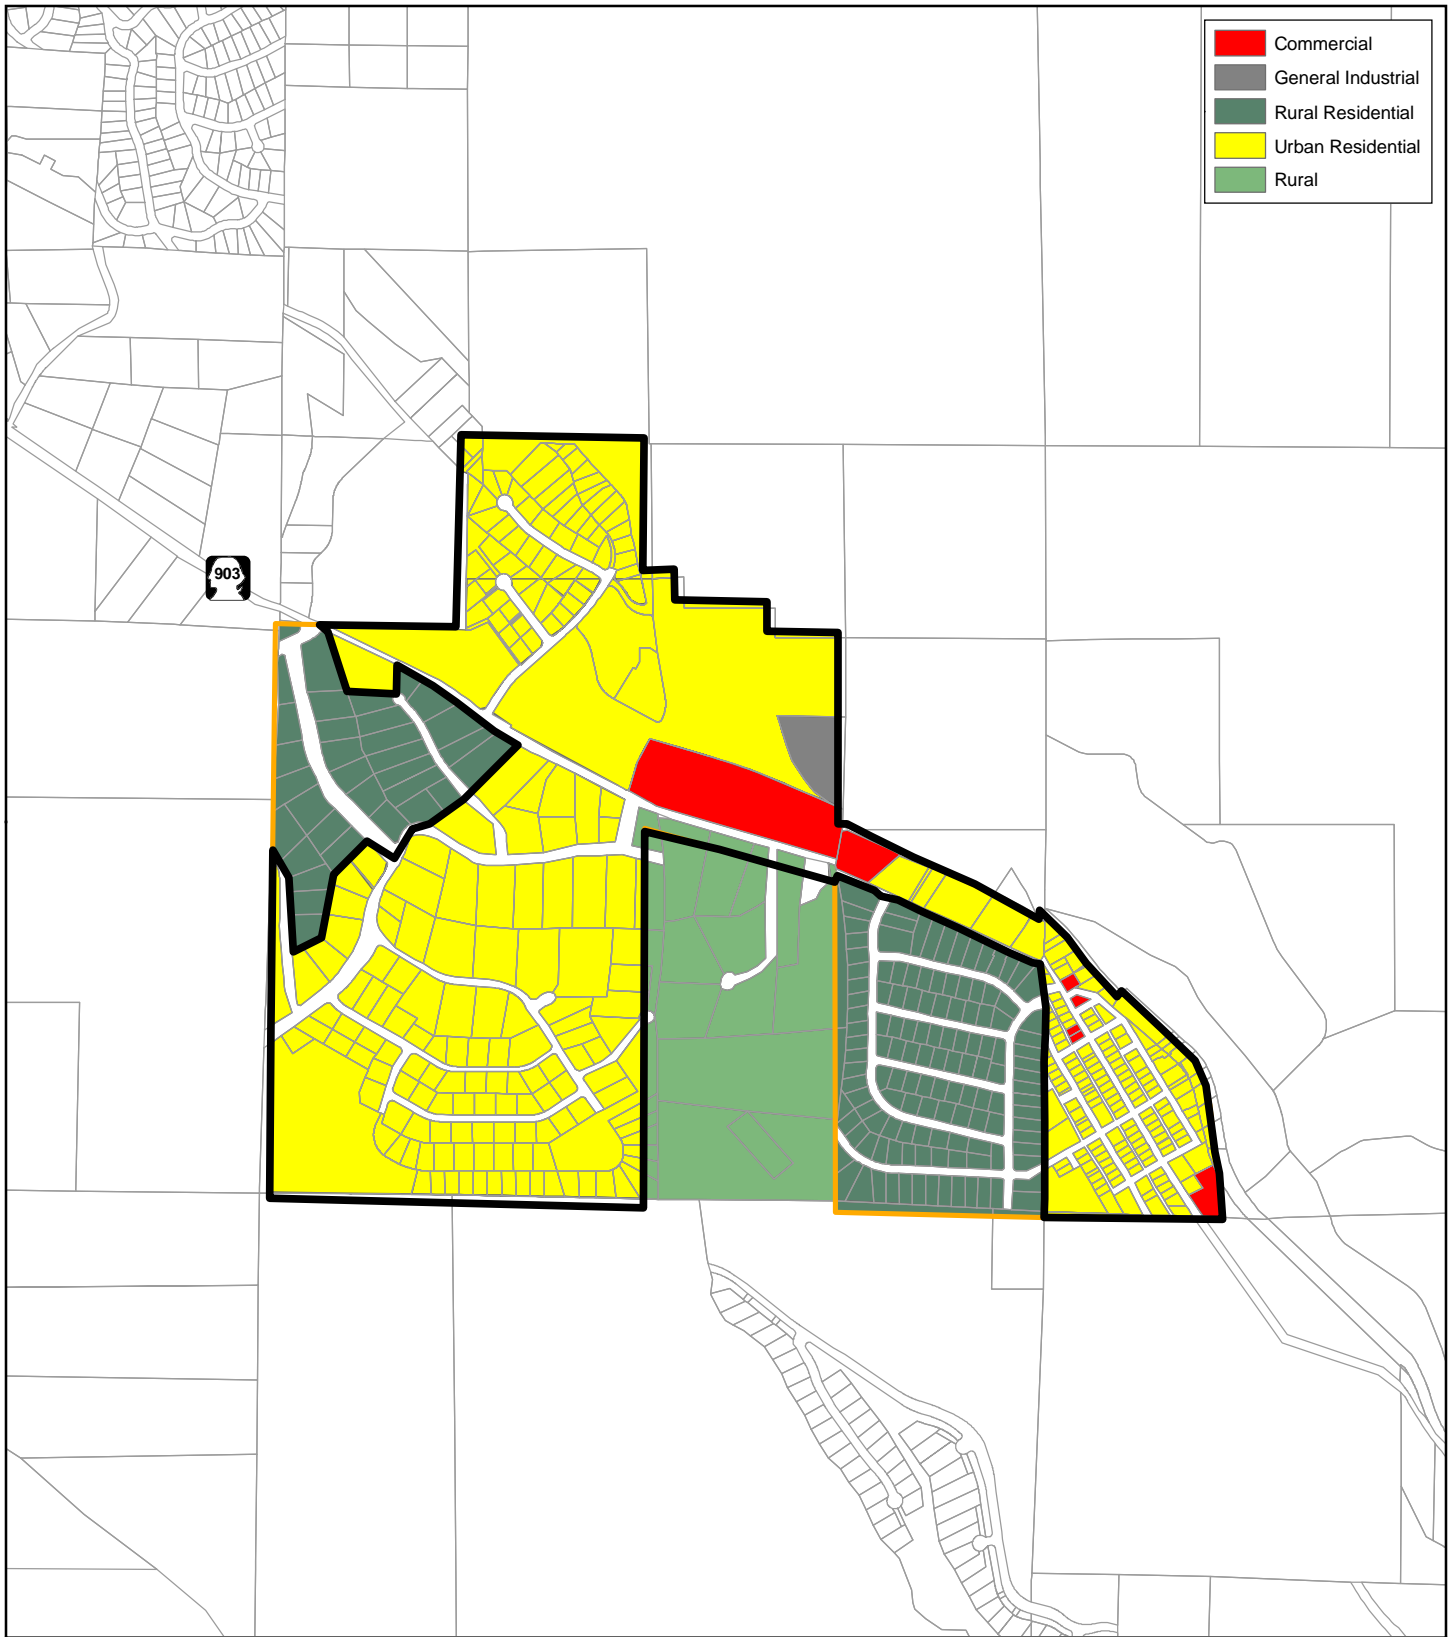 Commercial
General Industrial
Rural Residential
Urban Residential
Rural
903